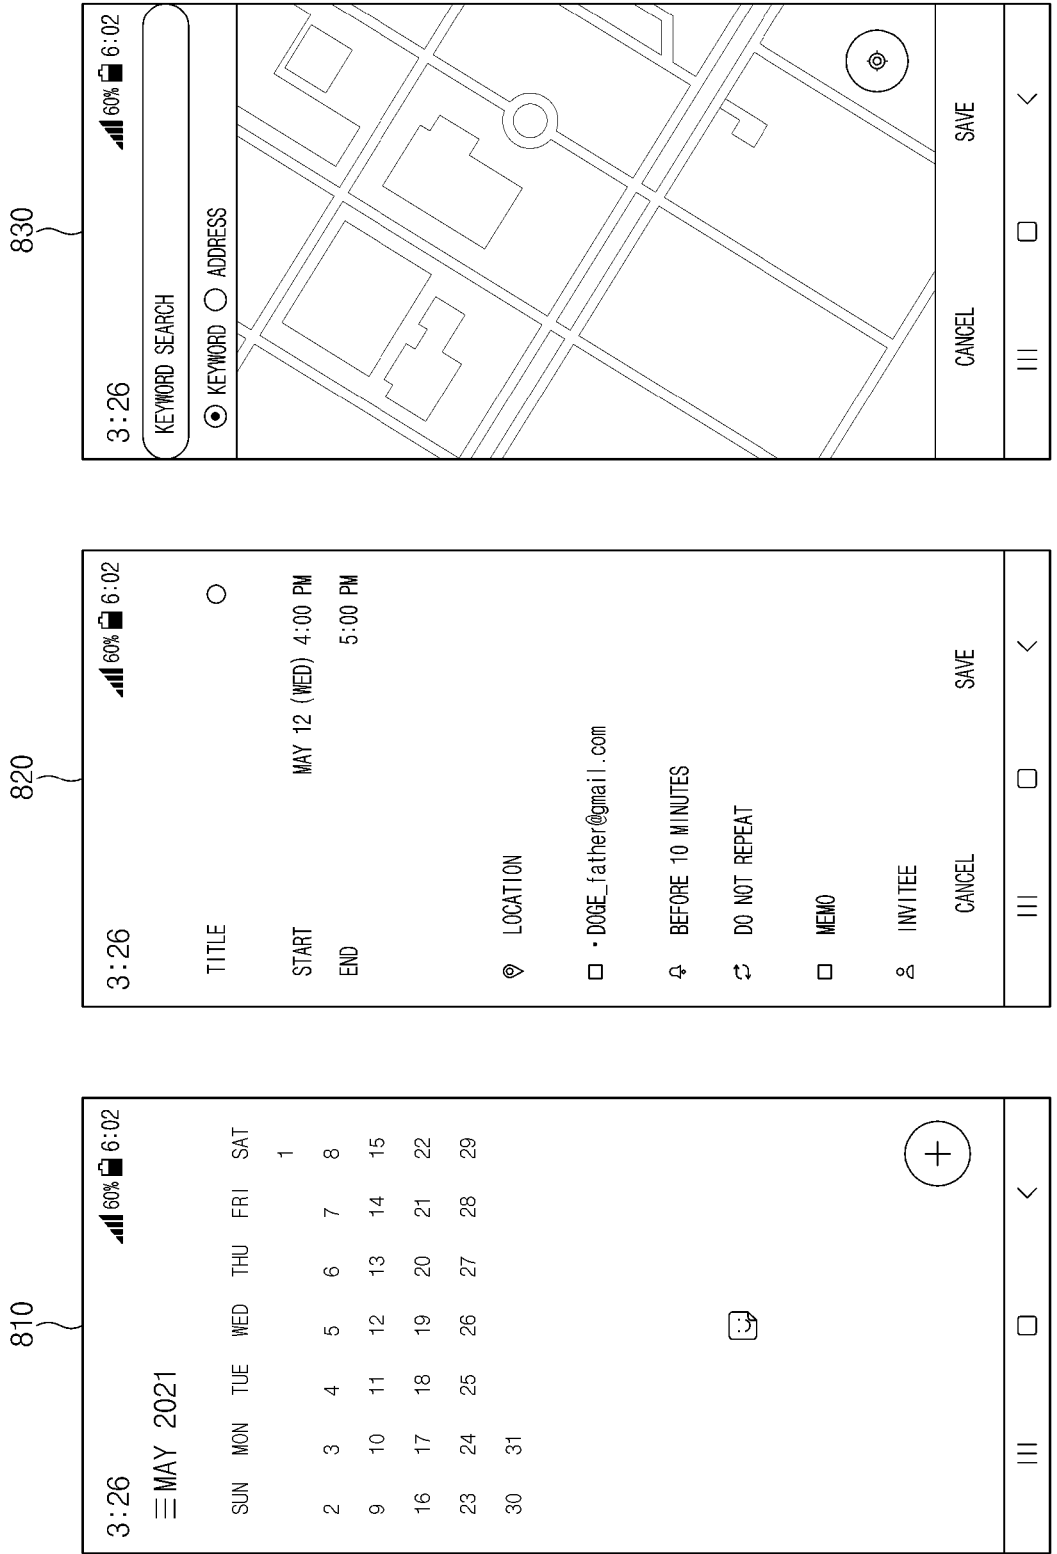 810
3:26 60% 6:02
MAY 2021
SUN MON TUE WED THU FRI SAT
1
2 3 4 5 6 7 8
9 10 11 12 13 14 15
16 17 18 19 20 21 22
23 24 25 26 27 28 29
30 31
820
3:26 60% 6:02
TITLE
START MAY 12 (WED) 4:00 PM
END 5:00 PM
LOCATION
· DOGE_father@gmail.com
BEFORE 10 MINUTES
DO NOT REPEAT
MEMO
INVITEE
CANCEL SAVE
830
3:26 60% 6:02
KEYWORD SEARCH
KEYWORD ADDRESS
CANCEL SAVE